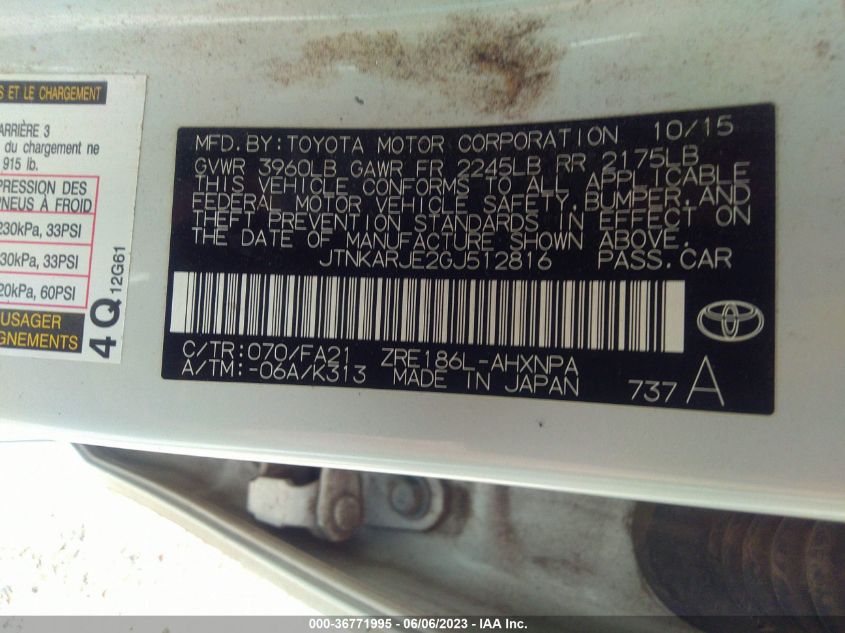 S ET LE CHARGEMENT
ARRIÈRE 3
du chargement ne
915 lb.
PRESSION DES
PNEUS À FROID
230kPa, 33PSI
30kPa, 33PSI
20kPa, 60PSI
USAGER
GNEMENTS
4Q 12G61
MFD. BY: TOYOTA MOTOR CORPORATION 10/15
GVWR 3960LB GAWR FR 2245LB RR 2175LB
THIS VEHICLE CONFORMS TO ALL APPLICABLE
FEDERAL MOTOR VEHICLE SAFETY, BUMPER, AND
THEFT PREVENTION STANDARDS IN EFFECT ON
THE DATE OF MANUFACTURE SHOWN ABOVE.
JTNKARJE2GJ512816 PASS. CAR
C/TR: 070/FA21 ZRE186L-AHXNPA
A/TM: -06A/K313 MADE IN JAPAN
737 A
000-36771995 - 06/06/2023 - IAA Inc.